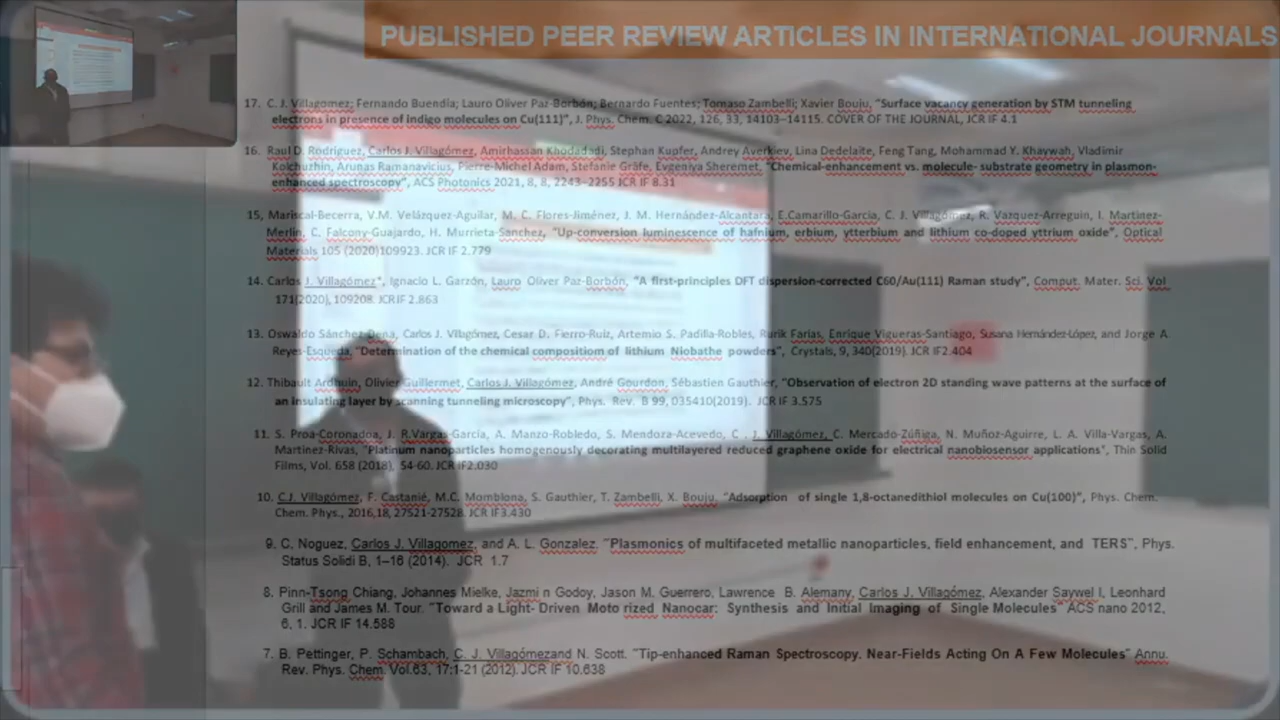 PUBLISHED PEER REVIEW ARTICLES IN INTERNATIONAL JOURNALS
17. C. J. Villagomez; Fernando Buendía; Lauro Oliver Paz-Borbón; Bernardo Fuentes; Tomaso Zambelli; Xavier Bouju, "Surface vacancy generation by STM tunneling
electrons in presence of indigo molecules on Cu(111)", J. Phys. Chem. C 2022, 126, 33, 14103–14115. COVER OF THE JOURNAL, JCR IF 4.1
16. Raul D. Rodriguez, Carlos J. Villagómez, Amirhassan Khodadadi, Stephan Kupfer, Andrey Averkiev, Lina Dedelaite, Feng Tang, Mohammad Y. Khaywah, Vladimir
Kolchuzhin, Arunas Ramanavicius, Pierre-Michel Adam, Stefanie Gräfe, Evgeniya Sheremet. "Chemical-enhancement vs. molecule- substrate geometry in plasmon-
enhanced spectroscopy", ACS Photonics 2021, 8, 8, 2243–2255 JCR IF 8.31
15, Mariscal-Becerra, V.M. Velázquez-Aguilar, M. C. Flores-Jiméner, J. M. Hernández-Alcantara, E.Camarillo-Garcia, C. J. Villagómez, R. Vazquez-Arreguin, I. Martinez-
Merlin, C. Falcony-Guajardo, H. Murrieta-Sanchez, "Up-conversion luminescence of hafnium, erbium, ytterbium and lithium co-doped yttrium oxide", Optical
Materials 105 (2020)109923. JCR IF 2.779
14. Carlos J. Villagómez*, Ignacio L. Garzón, Lauro Oliver Paz-Borbón, "A first-principles DFT dispersion-corrected C60/Au(111) Raman study", Comput. Mater. Sci. Vol
171(2020), 109208. JCR IF 2.863
13. Oswaldo Sánchez-Dena, Carlos J. Villagómez, Cesar D. Fierro-Ruiz, Artemio S. Padilla-Robles, Rurik Farías, Enrique Vigueras-Santiago, Susana Hernández-López, and Jorge A
Reyes-Esqueda, "Determination of the chemical composition of lithium Niobathe powders", Crystals, 9, 340(2019). JCR IF2.404
12. Thibault Ardhuin, Olivier Guillermet, Carlos J. Villagómez, André Gourdon, Sébastien Gauthier, "Observation of electron 2D standing wave patterns at the surface of
an insulating layer by scanning tunneling microscopy", Phys. Rev. B 99, 035410(2019). JCR IF 3.575
11. S. Proa-Coronadoa, J. R.Vargas-García, A. Manzo-Robledo, S. Mendoza-Acevedo, C . J. Villagómez, C. Mercado-Zúñiga, N. Muñoz-Aguirre, L. A. Villa-Vargas, A.
Martinez-Rivas, "Platinum nanoparticles homogenously decorating multilayered reduced graphene oxide for electrical nanobiosensor applications", Thin Solid
Films, Vol. 658 (2018), 54-60. JCR IF2.030
10. C.J. Villagómez, F. Castanié, M.C. Momblona, S. Gauthier, T. Zambelli, X. Bouju, "Adsorption of single 1,8-octanedithiol molecules on Cu(100)", Phys. Chem.
Chem. Phys., 2016,18, 27521-27528. JCR IF3.430
9. C, Noguez, Carlos J. Villagomez, and A. L. Gonzalez. "Plasmonics of multifaceted metallic nanoparticles, field enhancement, and TERS", Phys.
Status Solidi B, 1–16 (2014). JCR 1.7
8. Pinn-Tsong Chiang, Johannes Mielke, Jazmi n Godoy, Jason M. Guerrero, Lawrence B. Alemany, Carlos J. Villagómez, Alexander Saywel l, Leonhard
Grill and James M. Tour. "Toward a Light- Driven Moto rized Nanocar: Synthesis and Initial Imaging of Single Molecules" ACS nano 2012,
6, 1. JCR IF 14.588
7. B. Pettinger, P. Schambach, C. J. Villagómezand N. Scott. "Tip-enhanced Raman Spectroscopy. Near-Fields Acting On A Few Molecules" Annu.
Rev. Phys. Chem. Vol.63, 17:1-21 (2012).JCR IF 10.638